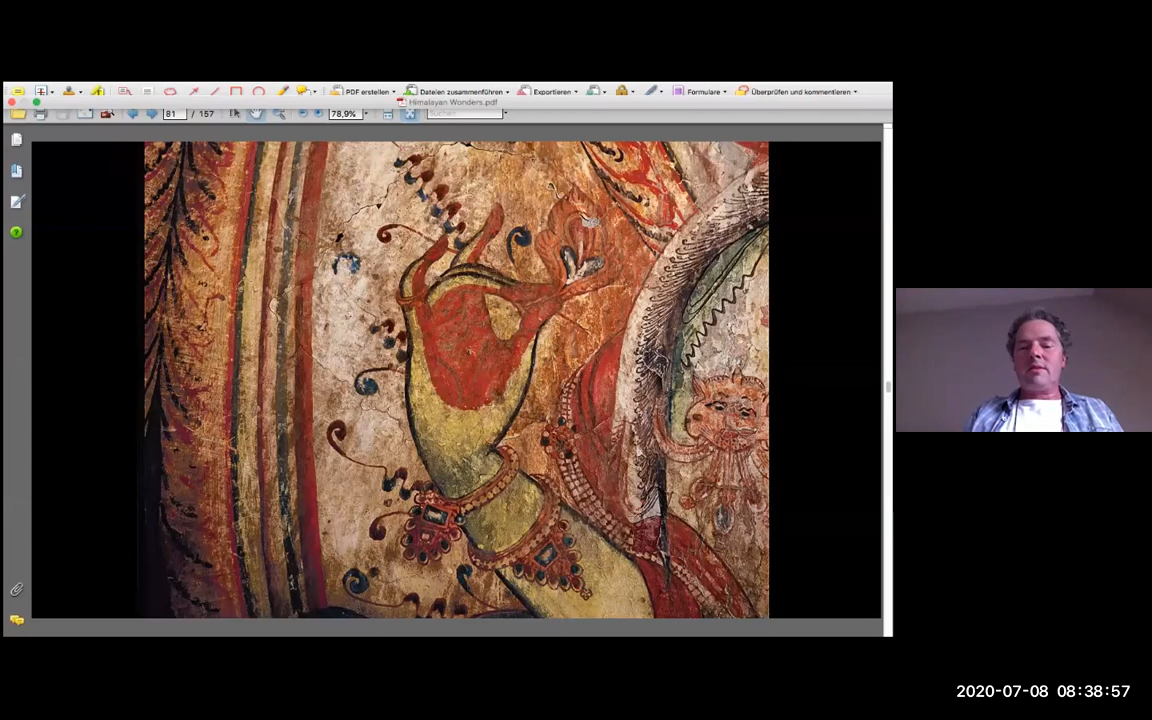 PDF erstellen Dateien zusammenführen Exportieren Formulare Überprüfen und kommentieren
Himalayan Wonders.pdf
81 / 157 78,9% Suchen
2020-07-08 08:38:57